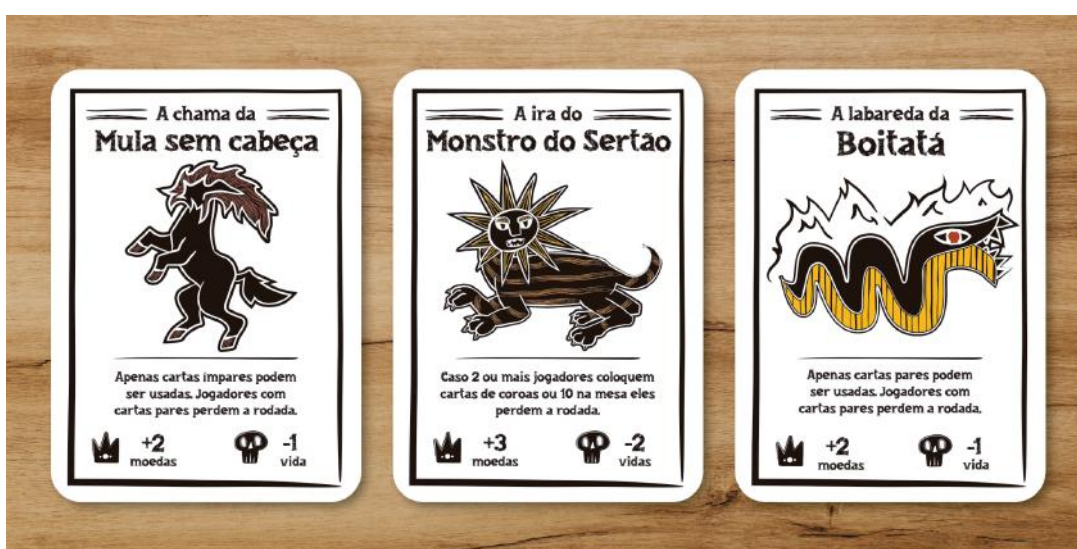 A chama da
Mula sem cabeça
Apenas cartas ímpares podem
ser usadas. Jogadores com
cartas pares perdem a rodada.
+2
moedas
-1
vida
A ira do
Monstro do Sertão
Caso 2 ou mais jogadores coloquem
cartas de coroas ou 10 na mesa eles
perdem a rodada.
+3
moedas
-2
vidas
A labareda da
Boitatá
Apenas cartas pares podem
ser usadas. Jogadores com
cartas pares perdem a rodada.
+2
moedas
-1
vida